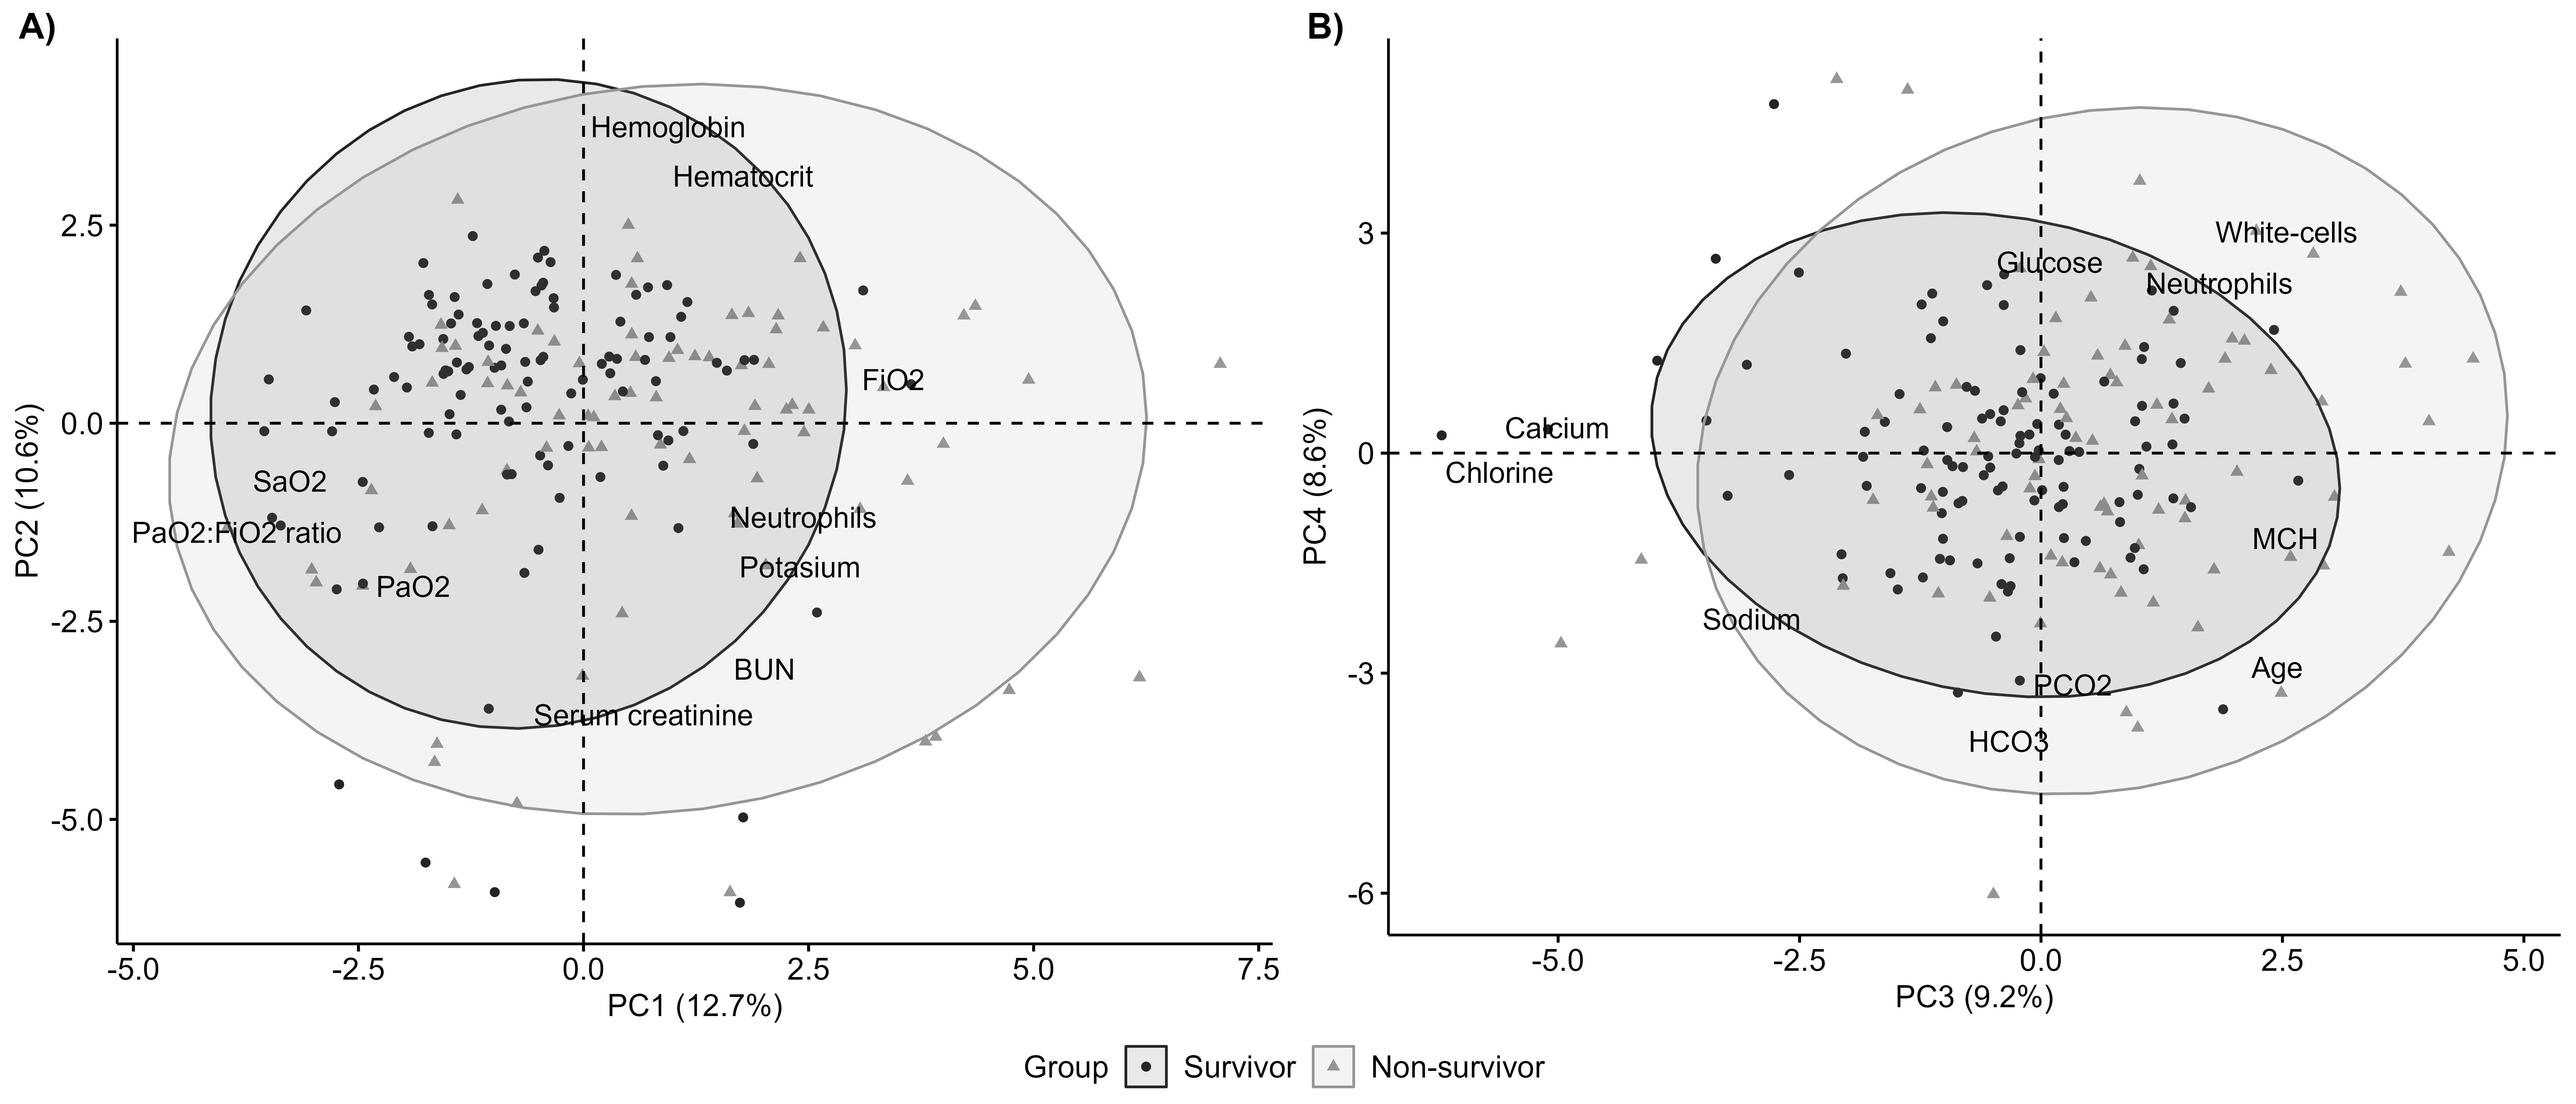 A)
Hemoglobin
Hematocrit
2.5
FiO2
0.0
SaO2
PaO2:FiO2 ratio
Neutrophils
Potasium
PaO2
-2.5
BUN
Serum creatinine
-5.0
PC2 (10.6%)
-5.0 -2.5 0.0 2.5 5.0 7.5
PC1 (12.7%)
B)
White-cells
3
Glucose
Neutrophils
Calcium
0
Chlorine
MCH
Sodium
Age
-3
PCO2
HCO3
-6
PC4 (8.6%)
-5.0 -2.5 0.0 2.5 5.0
PC3 (9.2%)
Group Survivor Non-survivor